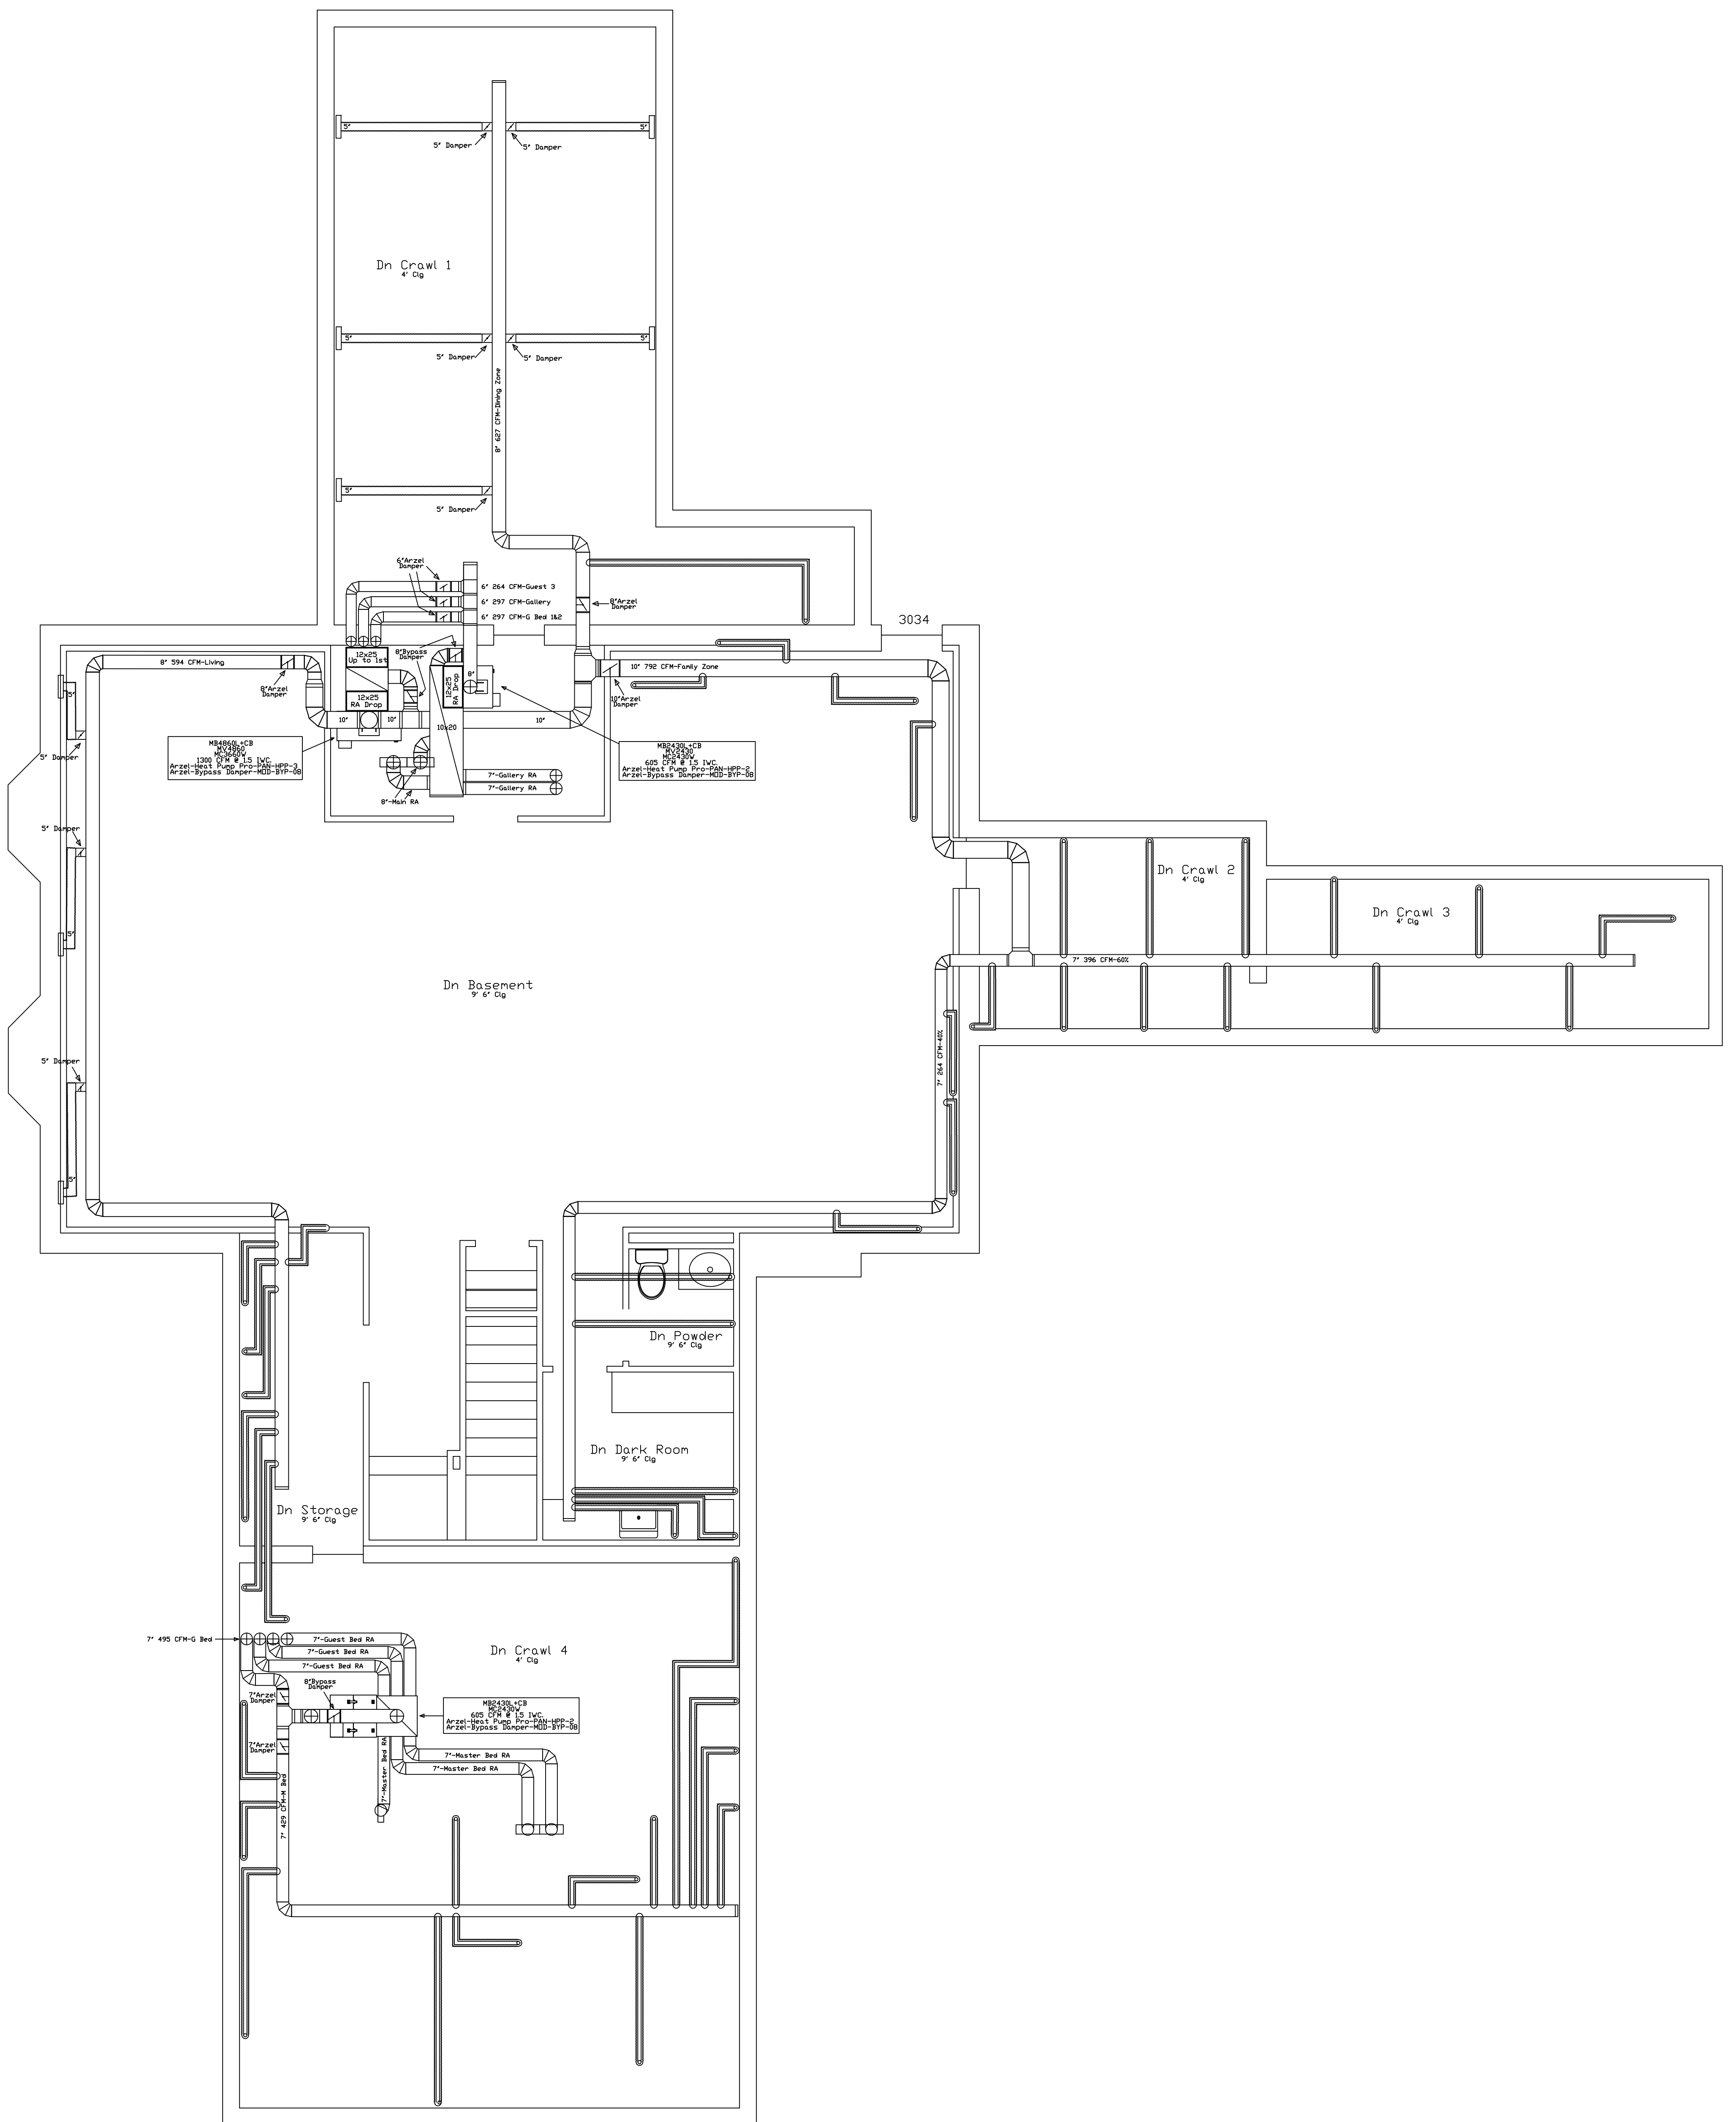 5" 5"
5" Damper 5" Damper
Dn Crawl 1
4' Clg
5" 5"
5" Damper 5" Damper
8" 627 CFM-Dining Zone
5"
5" Damper
6"Arzel
Damper
6" 264 CFM-Guest 3
6" 297 CFM-Gallery
6" 297 CFM-G Bed 1&2
8"Arzel
Damper
3034
8" 594 CFM-Living
8"Arzel
Damper
12x25
Up to 1st
8"Bypass
Damper
12x25
RA Drop
12x25
RA Drop
8"
10" 792 CFM-Family Zone
10"Arzel
Damper
10" 10" 10"
10x20
5"
5" Damper
MB4860L+CB
MV4860
MC3660W
1300 CFM @ 1.5 IWC.
Arzel-Heat Pump Pro-PAN-HPP-3
Arzel-Bypass Damper-MOD-BYP-08
MB2430L+CB
MV2430
MC2430W
605 CFM @ 1.5 IWC.
Arzel-Heat Pump Pro-PAN-HPP-2
Arzel-Bypass Damper-MOD-BYP-08
7"-Gallery RA
7"-Gallery RA
8"-Main RA
5" Damper
5"
Dn Crawl 2
4' Clg
Dn Crawl 3
4' Clg
7" 396 CFM-60%
Dn Basement
9' 6" Clg
7" 264 CFM-40%
5" Damper
5"
Dn Powder
9' 6" Clg
Dn Dark Room
9' 6" Clg
Dn Storage
9' 6" Clg
7" 495 CFM-G Bed
7"-Guest Bed RA
7"-Guest Bed RA
7"-Guest Bed RA
Dn Crawl 4
4' Clg
8"Bypass
Damper
7"Arzel
Damper
7"Arzel
Damper
MB2430L+CB
MC2430W
605 CFM @ 1.5 IWC.
Arzel-Heat Pump Pro-PAN-HPP-2
Arzel-Bypass Damper-MOD-BYP-08
7"-Master Bed RA
7"-Master Bed RA
7"-Master Bed RA
7" 429 CFM-M Bed